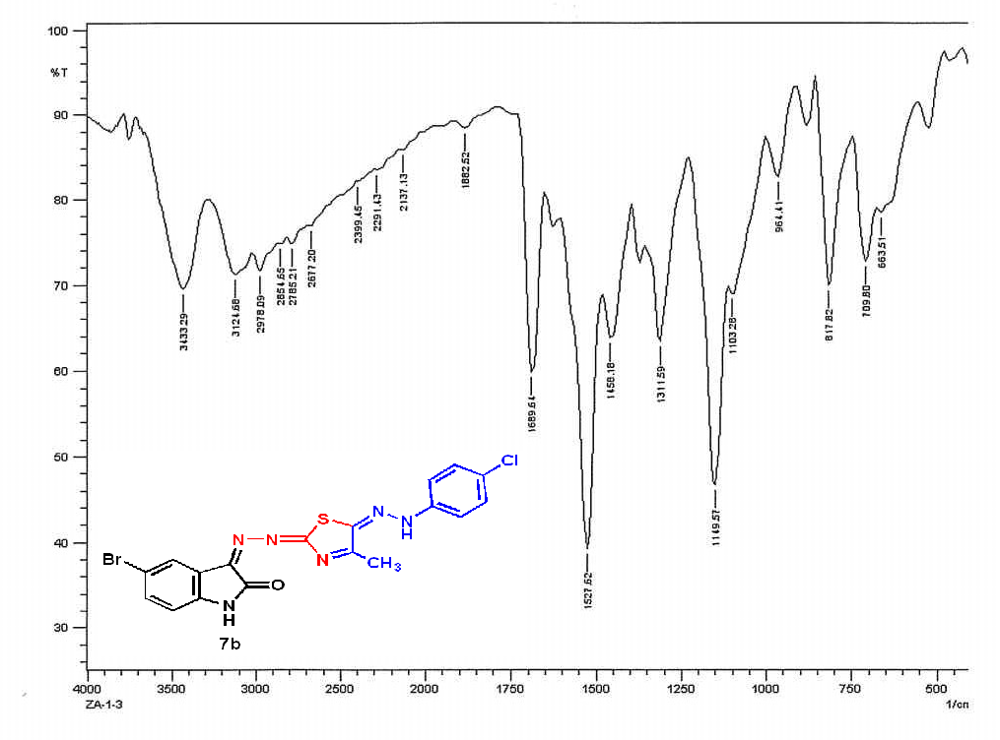 100
%T
90
80
70
60
50
40
30
3433.29
3124.68
2978.09
2854.65
2785.21
2677.20
2399.45
2291.43
2137.13
1882.52
1689.64
1527.62
1458.18
1311.59
1149.57
1103.28
964.41
817.82
709.80
663.51
Cl
S
N
N
H
N
N
N
CH3
Br
O
N
H
7b
4000 3500 3000 2500 2000 1750 1500 1250 1000 750 500
ZA-1-3 1/cm